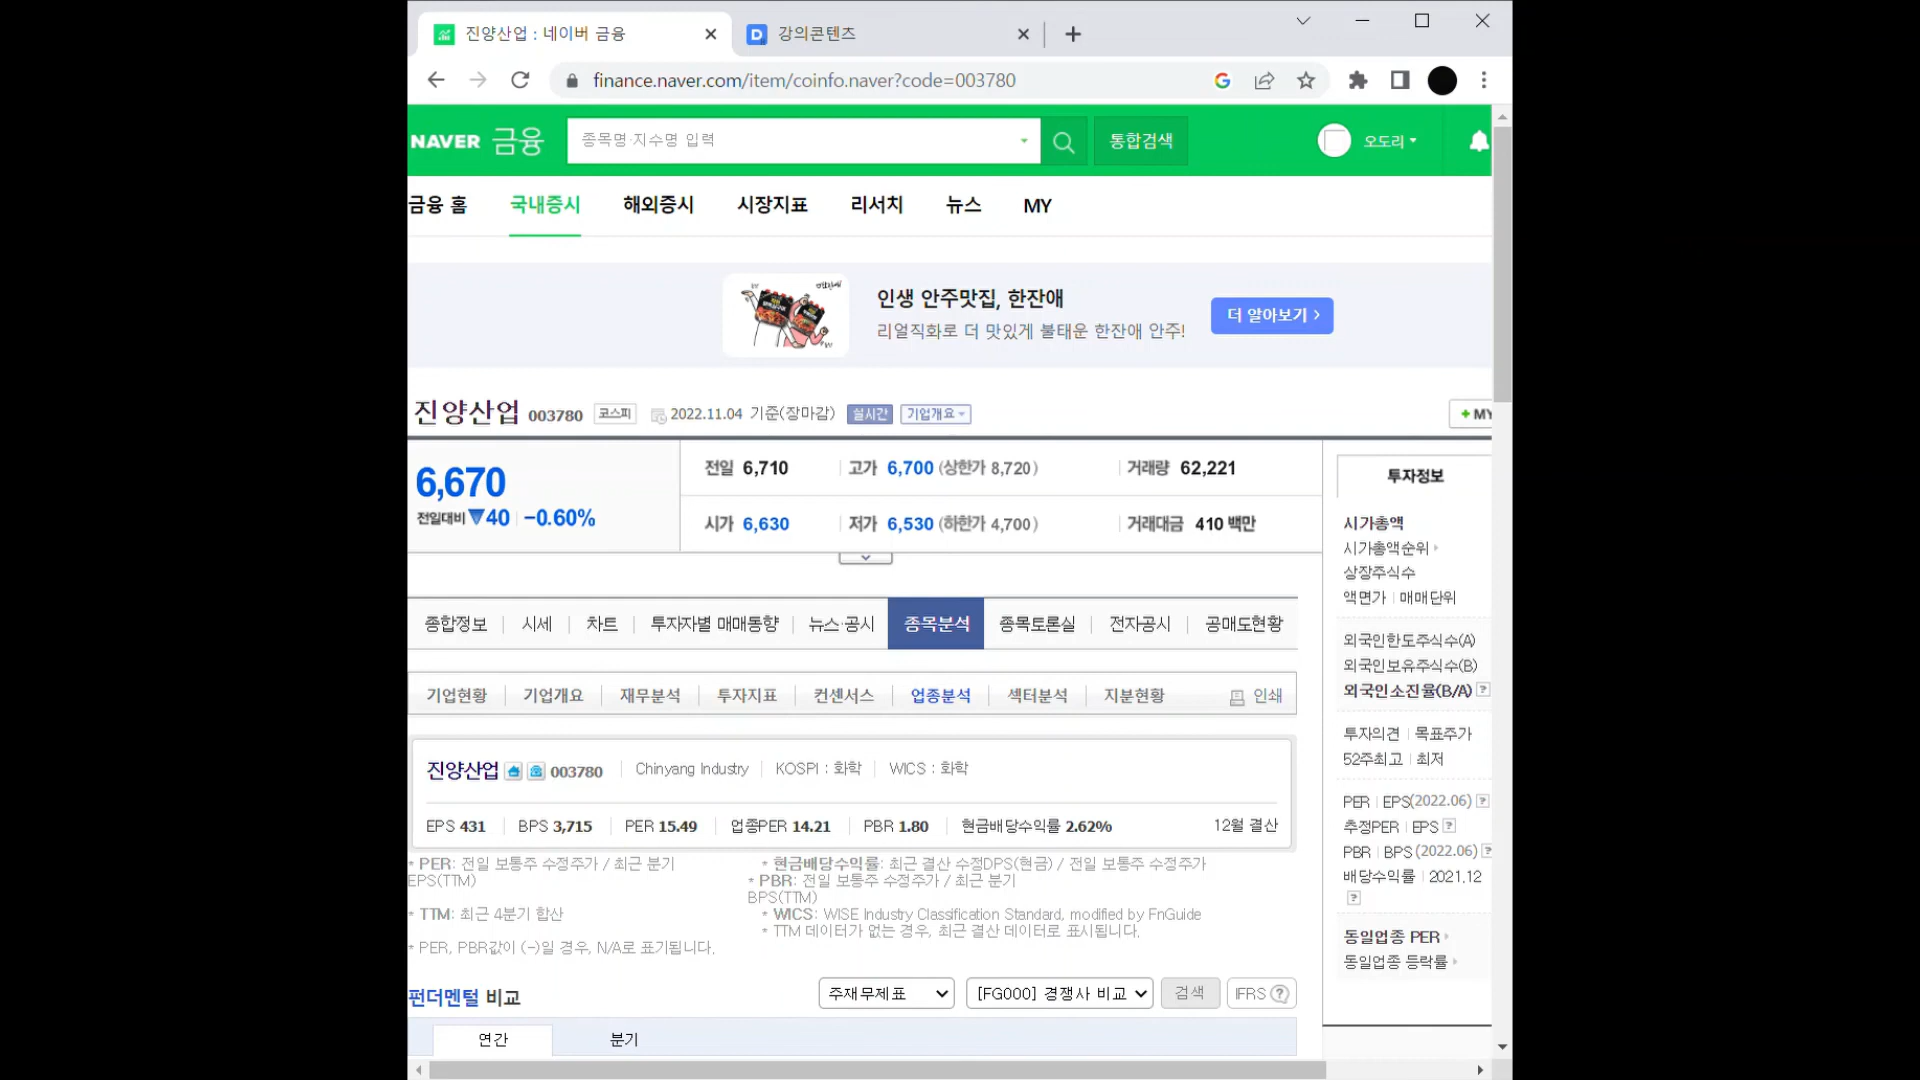 진양산업 : 네이버 금융
강의콘텐츠
finance.naver.com/item/coinfo.naver?code=003780
NAVER 금융
종목명·지수명 입력
통합검색
오도리
금융 홈 국내증시 해외증시 시장지표 리서치 뉴스 MY
인생 안주맛집, 한잔애
리얼직화로 더 맛있게 불태운 한잔애 안주!
더 알아보기 >
진양산업 003780 코스피 2022.11.04 기준(장마감) 실시간 기업개요
+ MY
6,670
전일대비 ▼40 -0.60%
전일 6,710 고가 6,700 (상한가 8,720) 거래량 62,221
시가 6,630 저가 6,530 (하한가 4,700) 거래대금 410 백만
종합정보 시세 차트 투자자별 매매동향 뉴스·공시 종목분석 종목토론실 전자공시 공매도현황
기업현황 기업개요 재무분석 투자지표 컨센서스 업종분석 섹터분석 지분현황 인쇄
진양산업 003780 Chinyang Industry KOSPI : 화학 WICS : 화학
EPS 431 BPS 3,715 PER 15.49 업종PER 14.21 PBR 1.80 현금배당수익률 2.62% 12월 결산
* PER: 전일 보통주 수정주가 / 최근 분기
EPS(TTM)
* TTM: 최근 4분기 합산
* PER, PBR값이 (-)일 경우, N/A로 표기됩니다.
* 현금배당수익률: 최근 결산 수정DPS(현금) / 전일 보통주 수정주가
* PBR: 전일 보통주 수정주가 / 최근 분기
BPS(TTM)
* WICS: WISE Industry Classification Standard, modified by FnGuide
* TTM 데이터가 없는 경우, 최근 결산 데이터로 표시됩니다.
펀더멘털 비교
주재무제표
[FG000] 경쟁사 비교
검색
IFRS ?
연간 분기
투자정보
시가총액
시가총액순위
상장주식수
액면가 | 매매단위
외국인한도주식수(A)
외국인보유주식수(B)
외국인소진율(B/A) ?
투자의견 | 목표주가
52주최고 | 최저
PER | EPS(2022.06) ?
추정PER | EPS ?
PBR | BPS (2022.06) ?
배당수익률 | 2021.12
?
동일업종 PER
동일업종 등락률